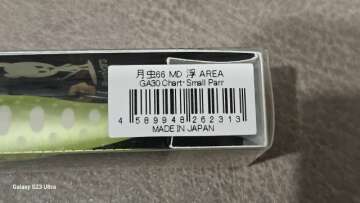 月虫66 MD 浮 AREA
GA30 Chart・Small Parr
4 589948 262313
MADE IN JAPAN
Galaxy S23 Ultra